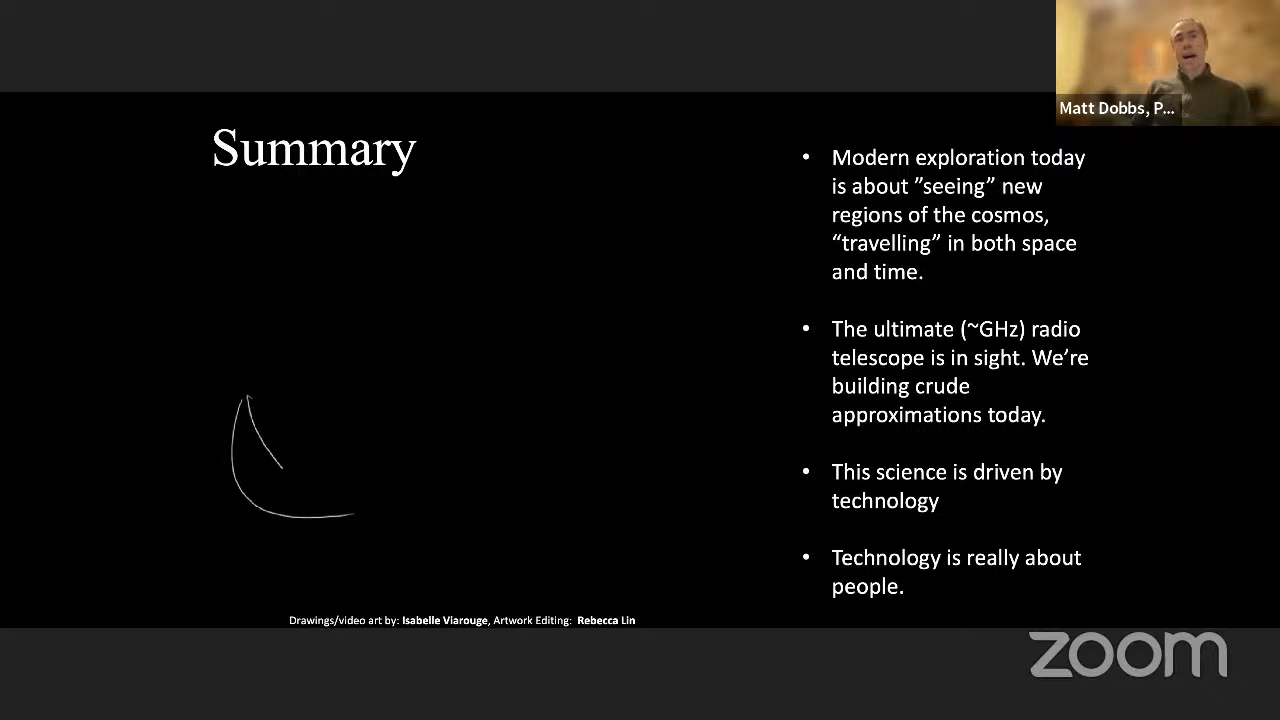 Matt Dobbs, P...
Summary
• Modern exploration today
is about ”seeing” new
regions of the cosmos,
“travelling” in both space
and time.
• The ultimate (~GHz) radio
telescope is in sight. We’re
building crude
approximations today.
• This science is driven by
technology
• Technology is really about
people.
Drawings/video art by: Isabelle Viarouge, Artwork Editing: Rebecca Lin
zoom